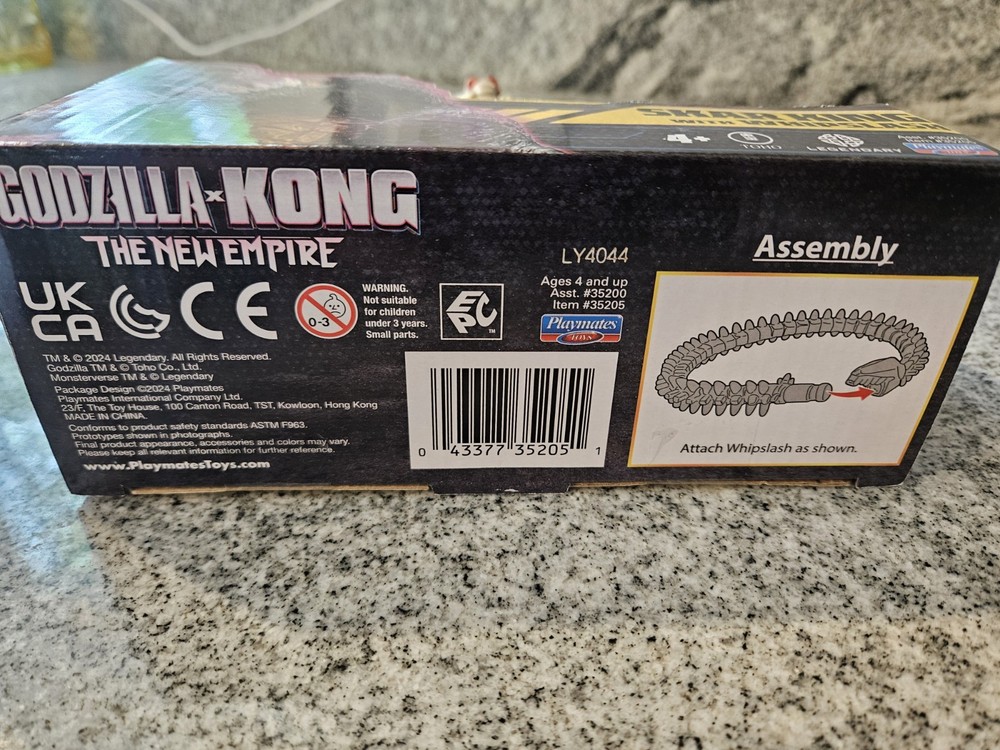 4+
TOHO
LEGENDARY
Playmates
GODZILLA x KONG
THE NEW EMPIRE
UK
CA
CE
0-3
WARNING.
Not suitable
for children
under 3 years.
Small parts.
EPC
TM
LY4044
Ages 4 and up
Asst. #35200
Item #35205
Playmates
TOYS
TM & © 2024 Legendary. All Rights Reserved.
Godzilla TM & © Toho Co., Ltd.
Monsterverse TM & © Legendary
Package Design ©2024 Playmates
Playmates International Company Ltd.
23/F, The Toy House, 100 Canton Road, TST, Kowloon, Hong Kong
MADE IN CHINA.
Conforms to product safety standards ASTM F963.
Prototypes shown in photographs.
Final product appearance, accessories and colors may vary.
Please keep all relevant information for further reference.
www.PlaymatesToys.com
0 43377 35205 1
Assembly
Attach Whipslash as shown.